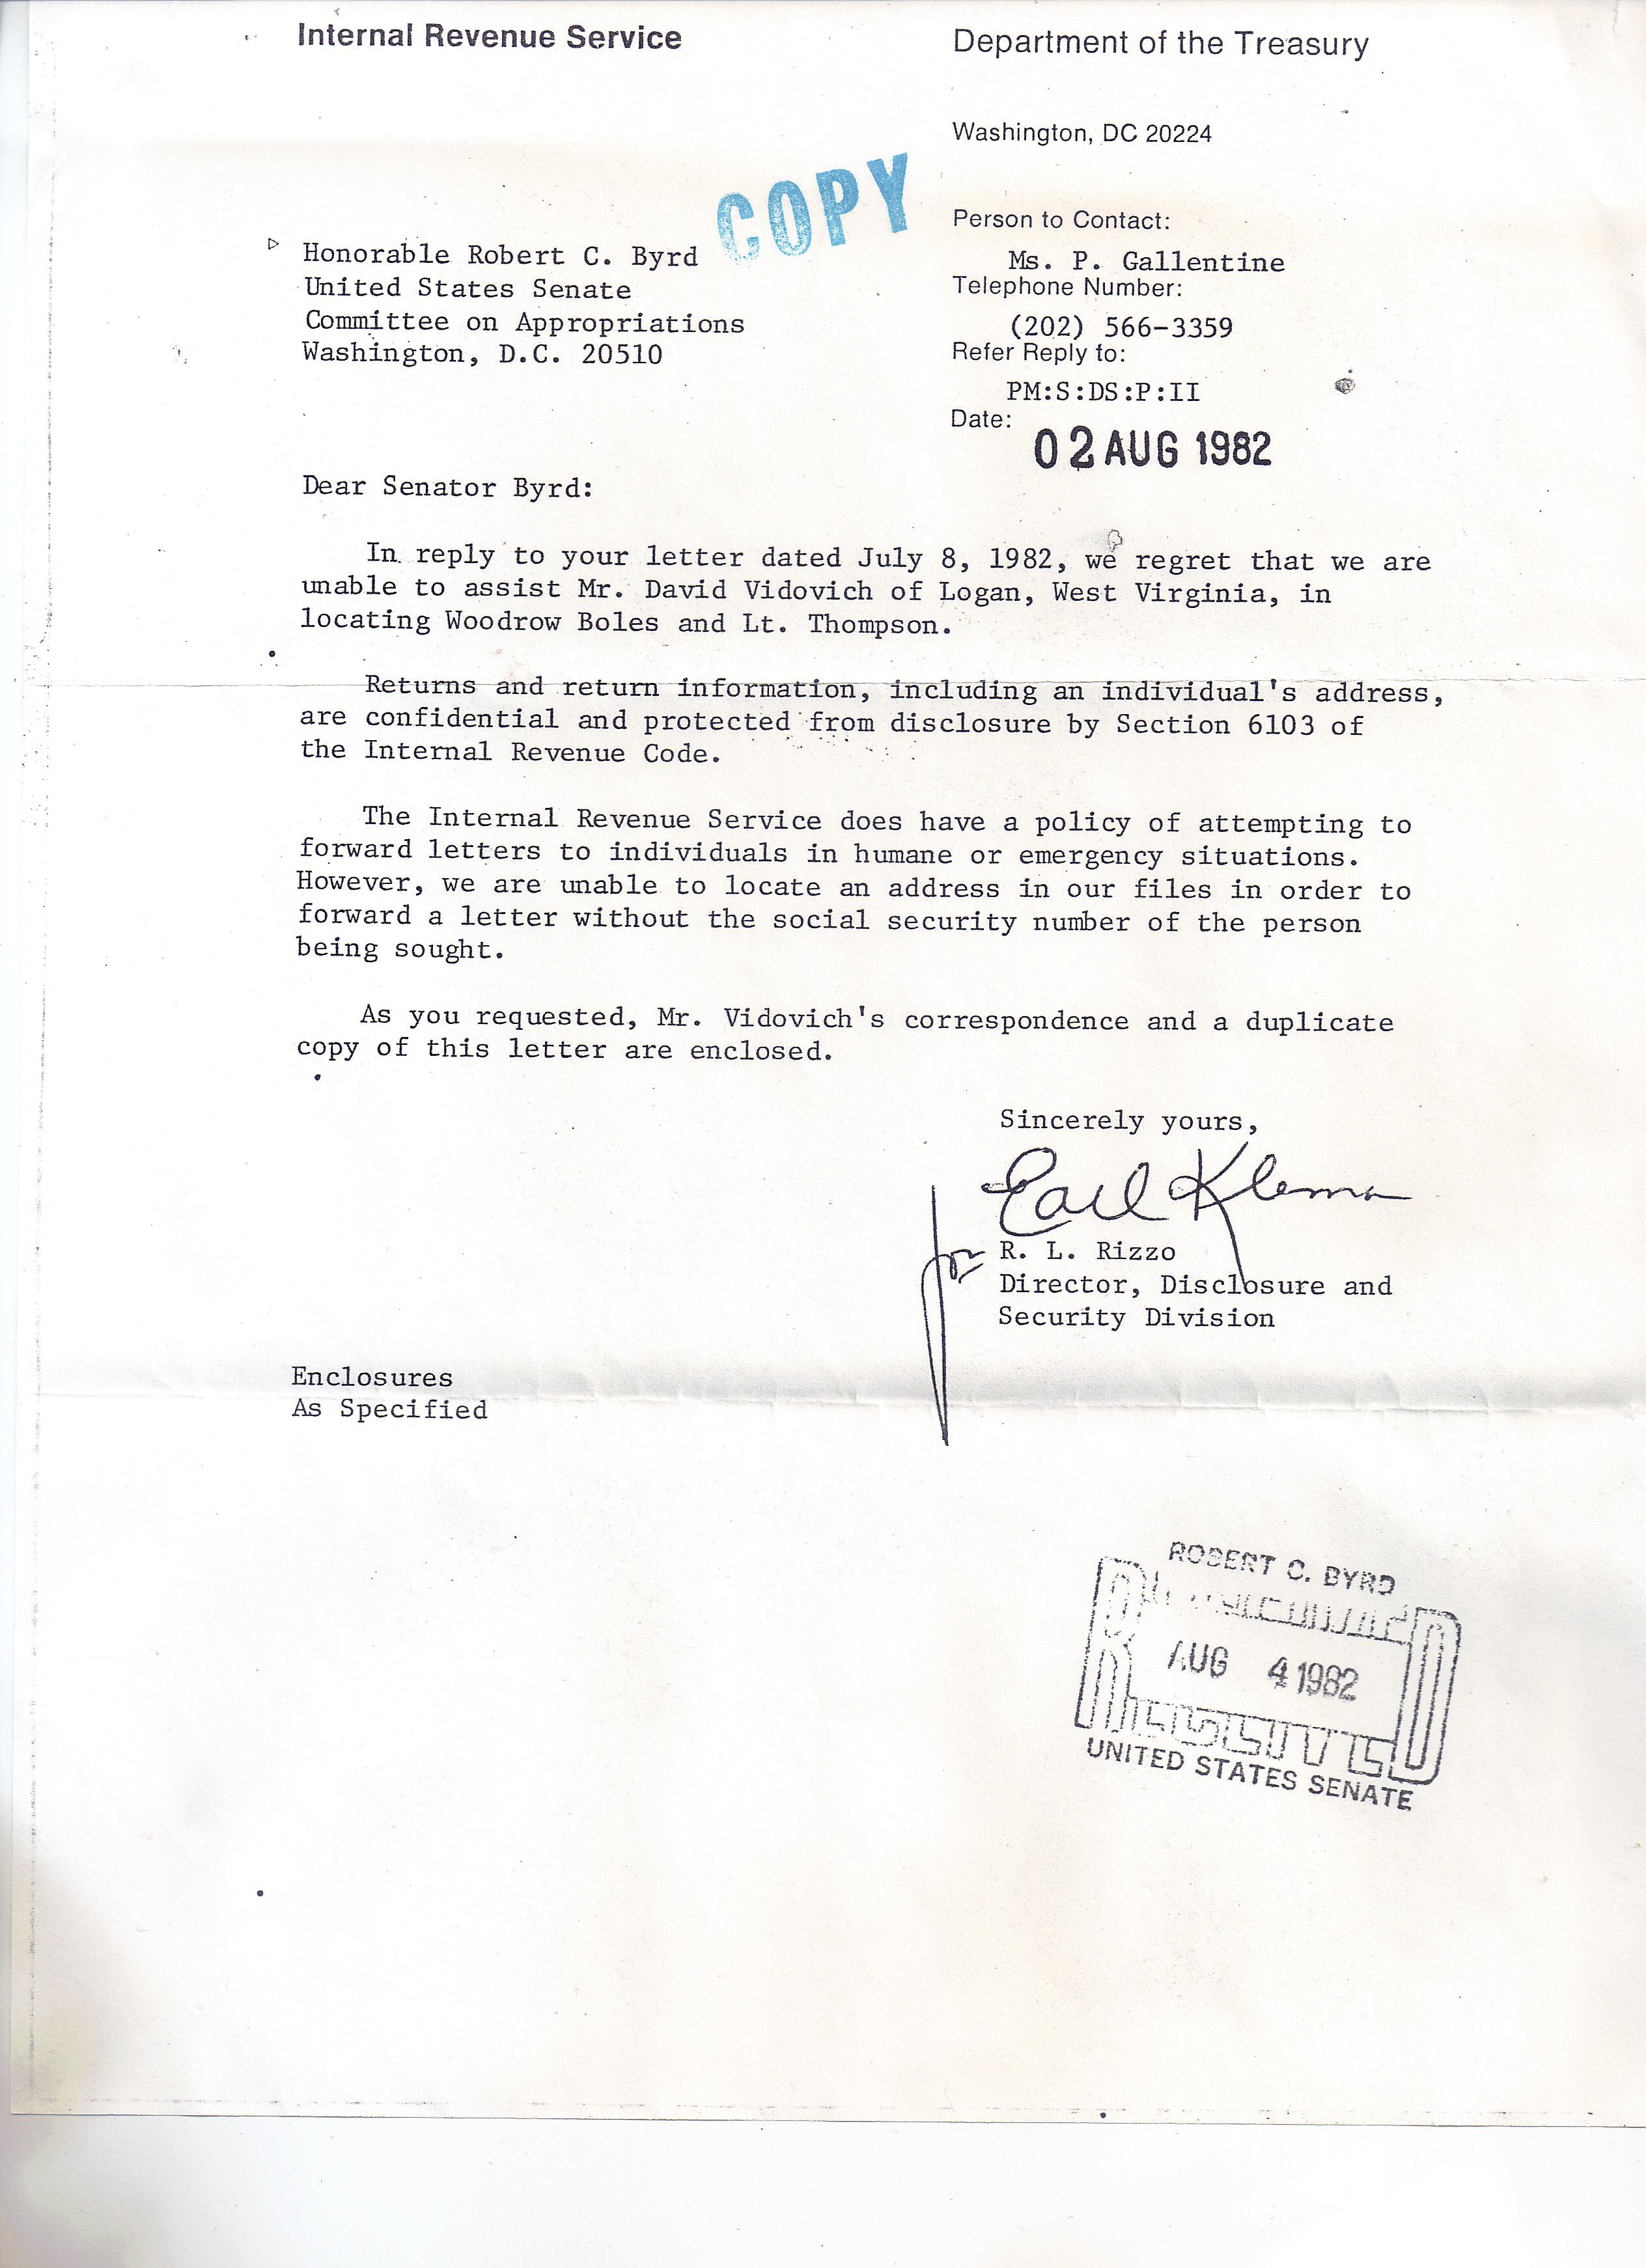 Internal Revenue Service
Department of the Treasury
Washington, DC 20224
COPY
Person to Contact:
Ms. P. Gallentine
Telephone Number:
(202) 566-3359
Refer Reply to:
PM:S:DS:P:II
Date:
02 AUG 1982
Honorable Robert C. Byrd
United States Senate
Committee on Appropriations
Washington, D.C. 20510
Dear Senator Byrd:
In reply to your letter dated July 8, 1982, we regret that we are
unable to assist Mr. David Vidovich of Logan, West Virginia, in
locating Woodrow Boles and Lt. Thompson.
Returns and return information, including an individual's address,
are confidential and protected from disclosure by Section 6103 of
the Internal Revenue Code.
The Internal Revenue Service does have a policy of attempting to
forward letters to individuals in humane or emergency situations.
However, we are unable to locate an address in our files in order to
forward a letter without the social security number of the person
being sought.
As you requested, Mr. Vidovich's correspondence and a duplicate
copy of this letter are enclosed.
Sincerely yours,
Earl Klema
for R. L. Rizzo
Director, Disclosure and
Security Division
Enclosures
As Specified
ROBERT C. BYRD
AUG 4 1982
RECEIVED
UNITED STATES SENATE